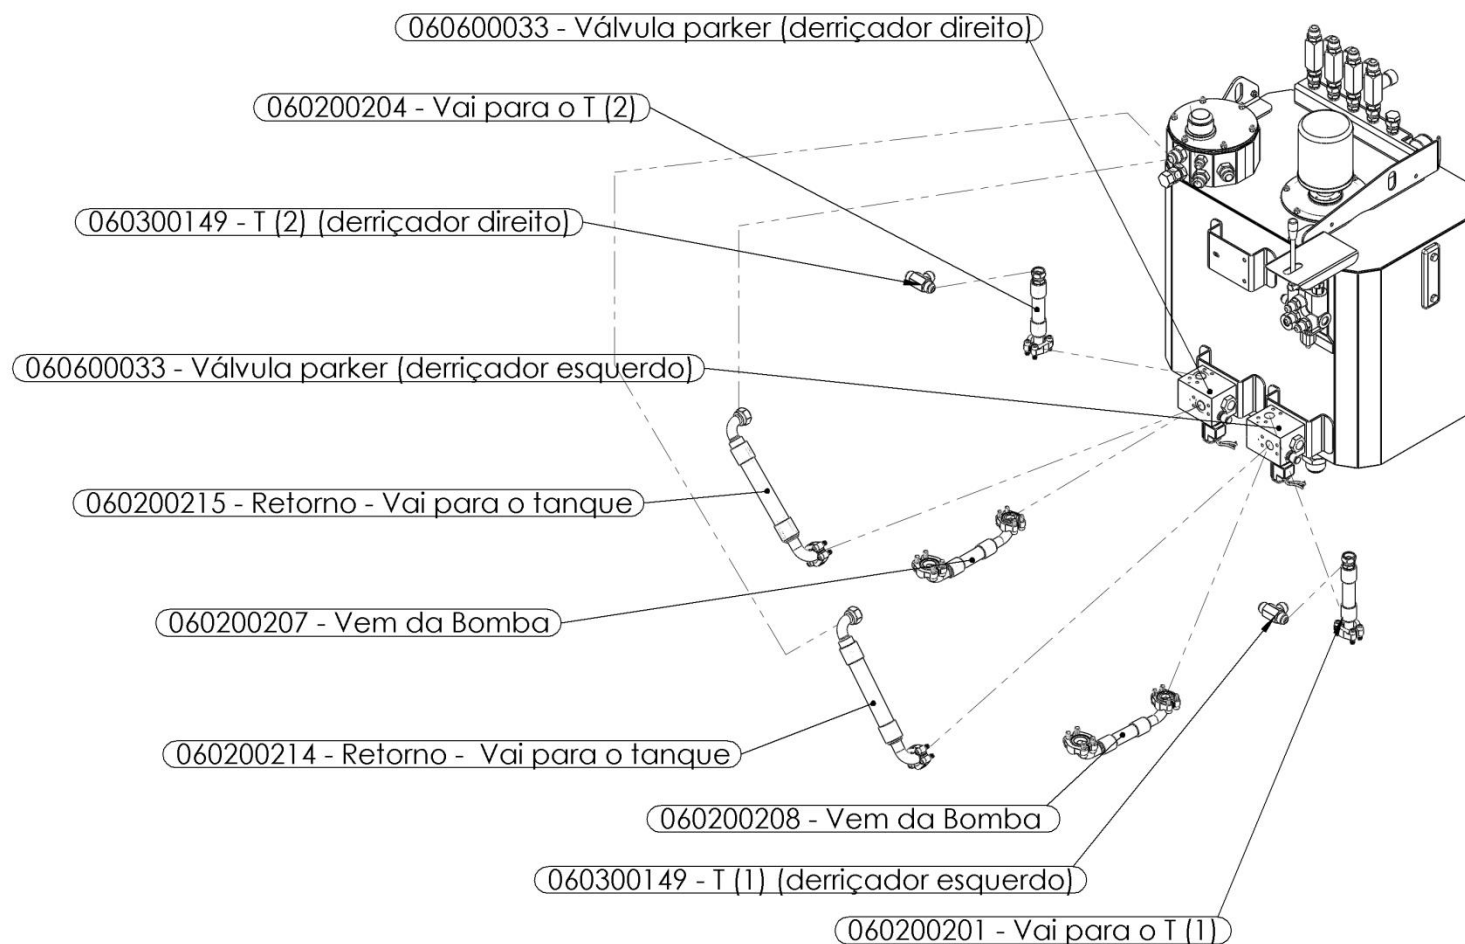 060600033 - Válvula parker (derriçador direito)
060200204 - Vai para o T (2)
060300149 - T (2) (derriçador direito)
060600033 - Válvula parker (derriçador esquerdo)
060200215 - Retorno - Vai para o tanque
060200207 - Vem da Bomba
060200214 - Retorno - Vai para o tanque
060200208 - Vem da Bomba
060300149 - T (1) (derriçador esquerdo)
060200201 - Vai para o T (1)